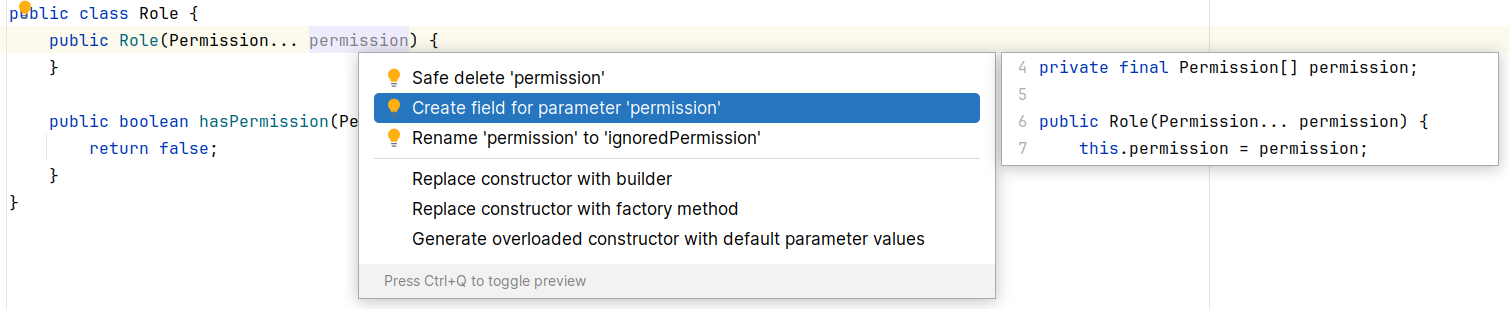 public class Role {
public Role(Permission... permission) {
}
public boolean hasPermission(Pe
return false;
}
}
Safe delete 'permission'
Create field for parameter 'permission'
Rename 'permission' to 'ignoredPermission'
Replace constructor with builder
Replace constructor with factory method
Generate overloaded constructor with default parameter values
Press Ctrl+Q to toggle preview
4 private final Permission[] permission;
5
6 public Role(Permission... permission) {
7 this.permission = permission;